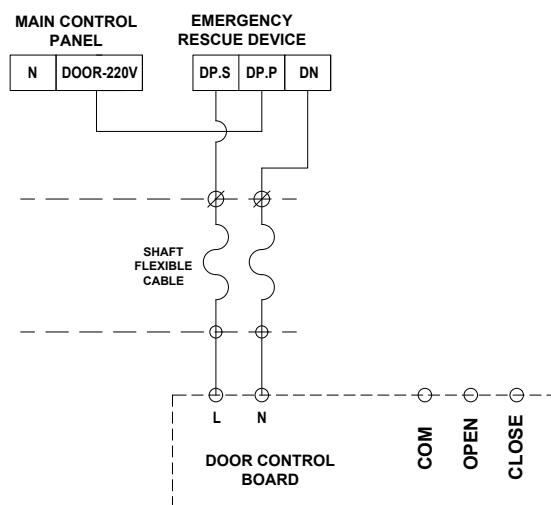 MAIN CONTROL
PANEL
EMERGENCY
RESCUE DEVICE
N DOOR-220V DP.S DP.P DN
SHAFT
FLEXIBLE
CABLE
L N
DOOR CONTROL
BOARD
COM OPEN CLOSE